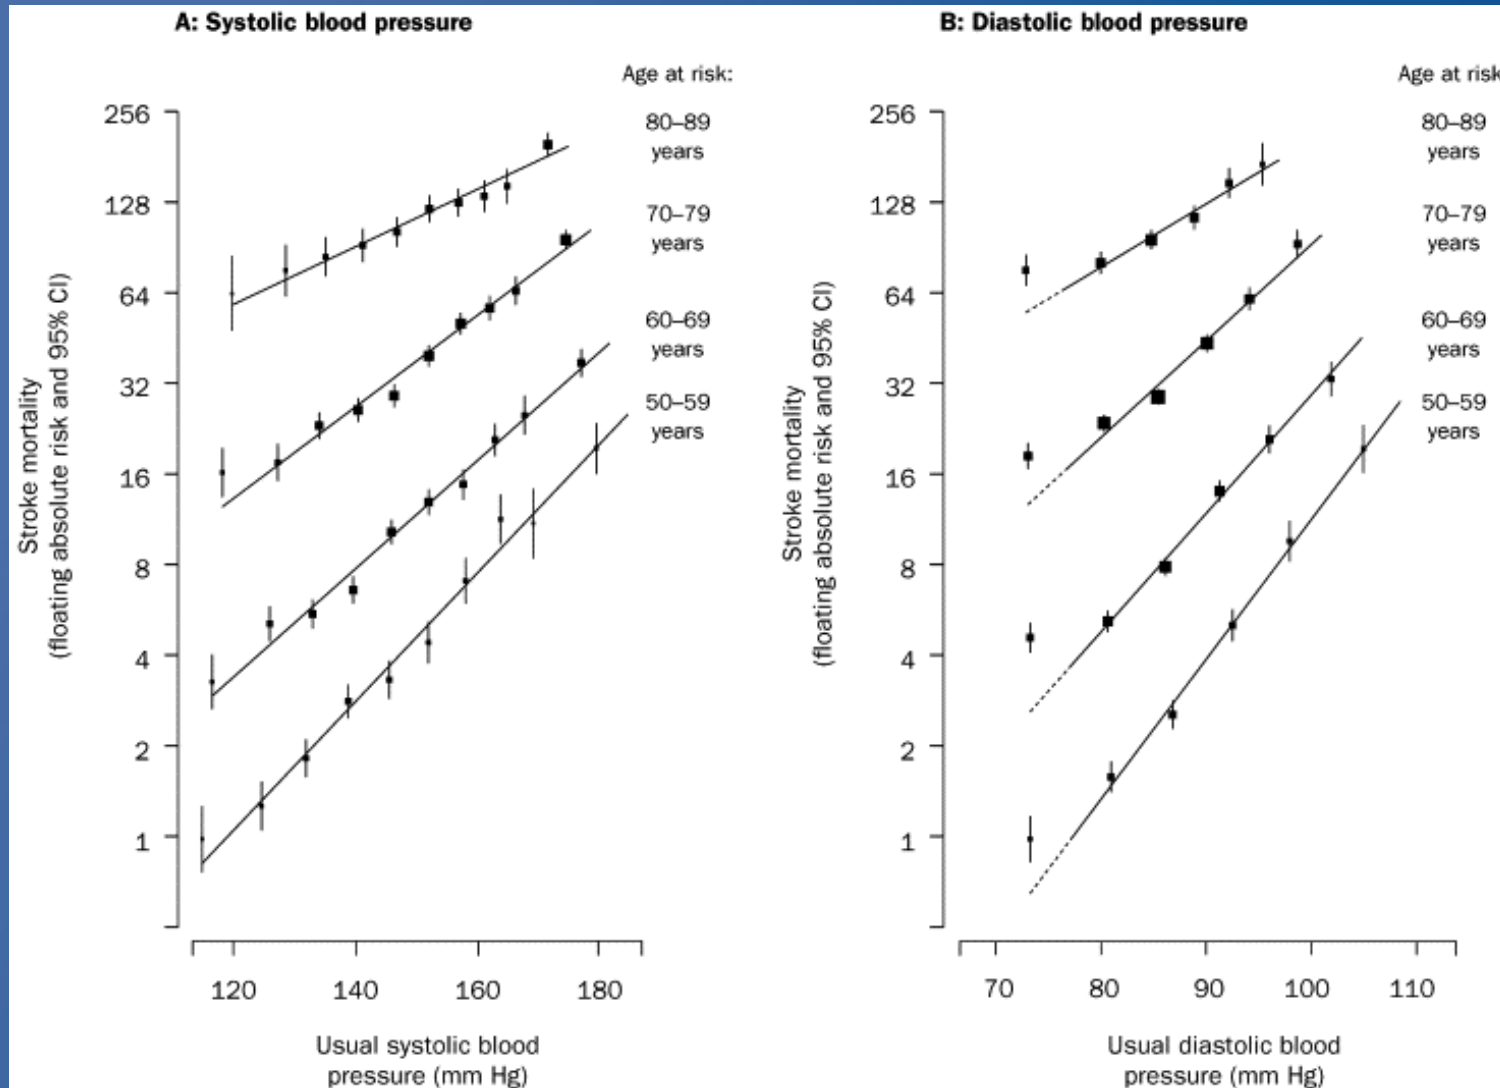 A: Systolic blood pressure
Age at risk:
256
128
64
32
16
8
4
2
1
80–89
years
70–79
years
60–69
years
50–59
years
Stroke mortality
(floating absolute risk and 95% CI)
120 140 160 180
Usual systolic blood
pressure (mm Hg)
B: Diastolic blood pressure
Age at risk
256
128
64
32
16
8
4
2
1
80–89
years
70–79
years
60–69
years
50–59
years
Stroke mortality
(floating absolute risk and 95% CI)
70 80 90 100 110
Usual diastolic blood
pressure (mm Hg)